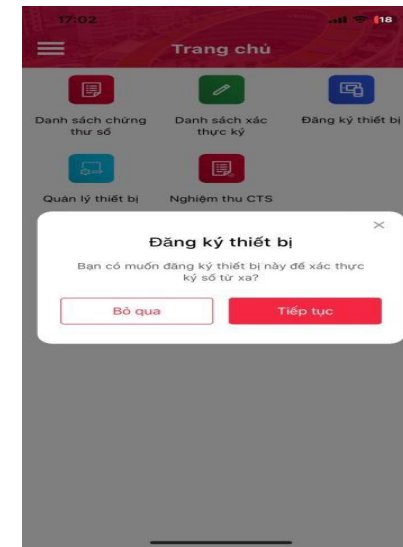 17:02
18
Trang chủ
Danh sách chứng
thư số
Danh sách xác
thực ký
Đăng ký thiết bị
Quản lý thiết bị
Nghiệm thu CTS
Đăng ký thiết bị
Bạn có muốn đăng ký thiết bị này để xác thực
ký số từ xa?
Bỏ qua
Tiếp tục